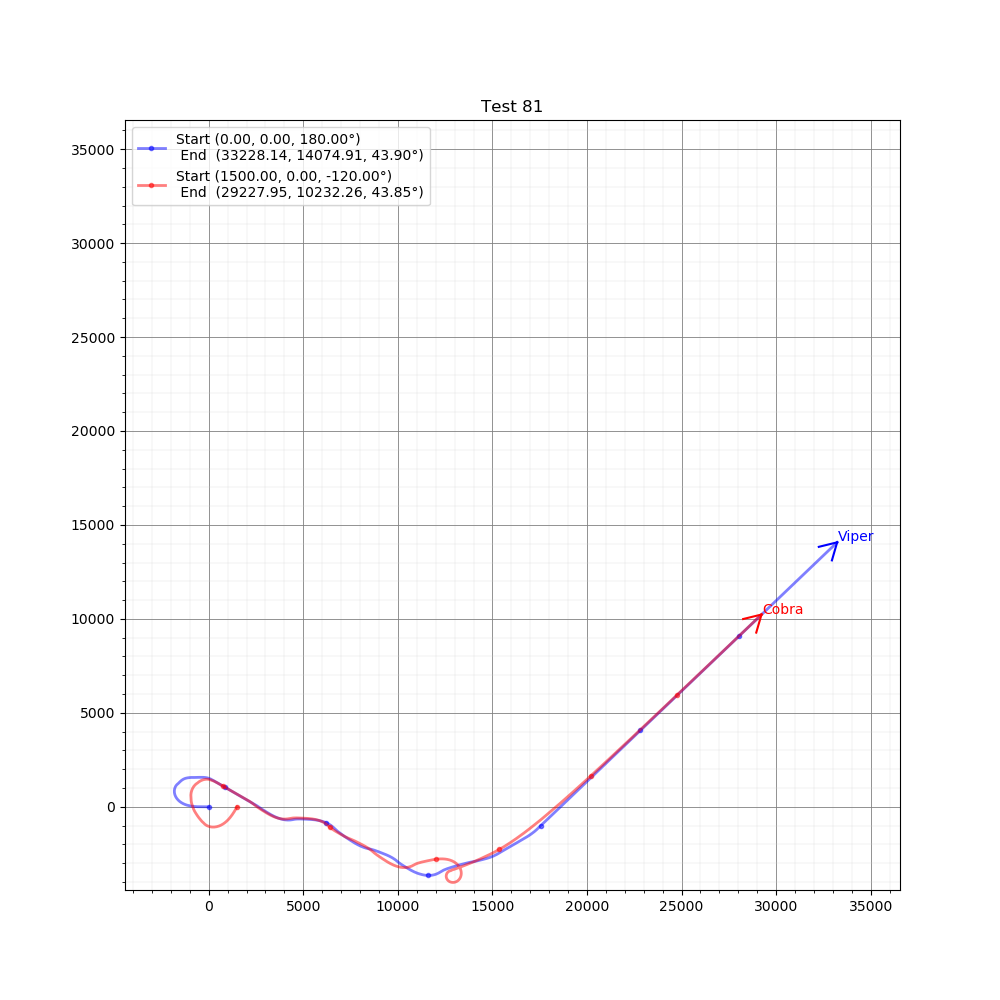 Test 81
Start (0.00, 0.00, 180.00°)
End  (33228.14, 14074.91, 43.90°)
Start (1500.00, 0.00, -120.00°)
End  (29227.95, 10232.26, 43.85°)
35000
30000
25000
20000
15000
10000
5000
0
Viper
Cobra
0 5000 10000 15000 20000 25000 30000 35000